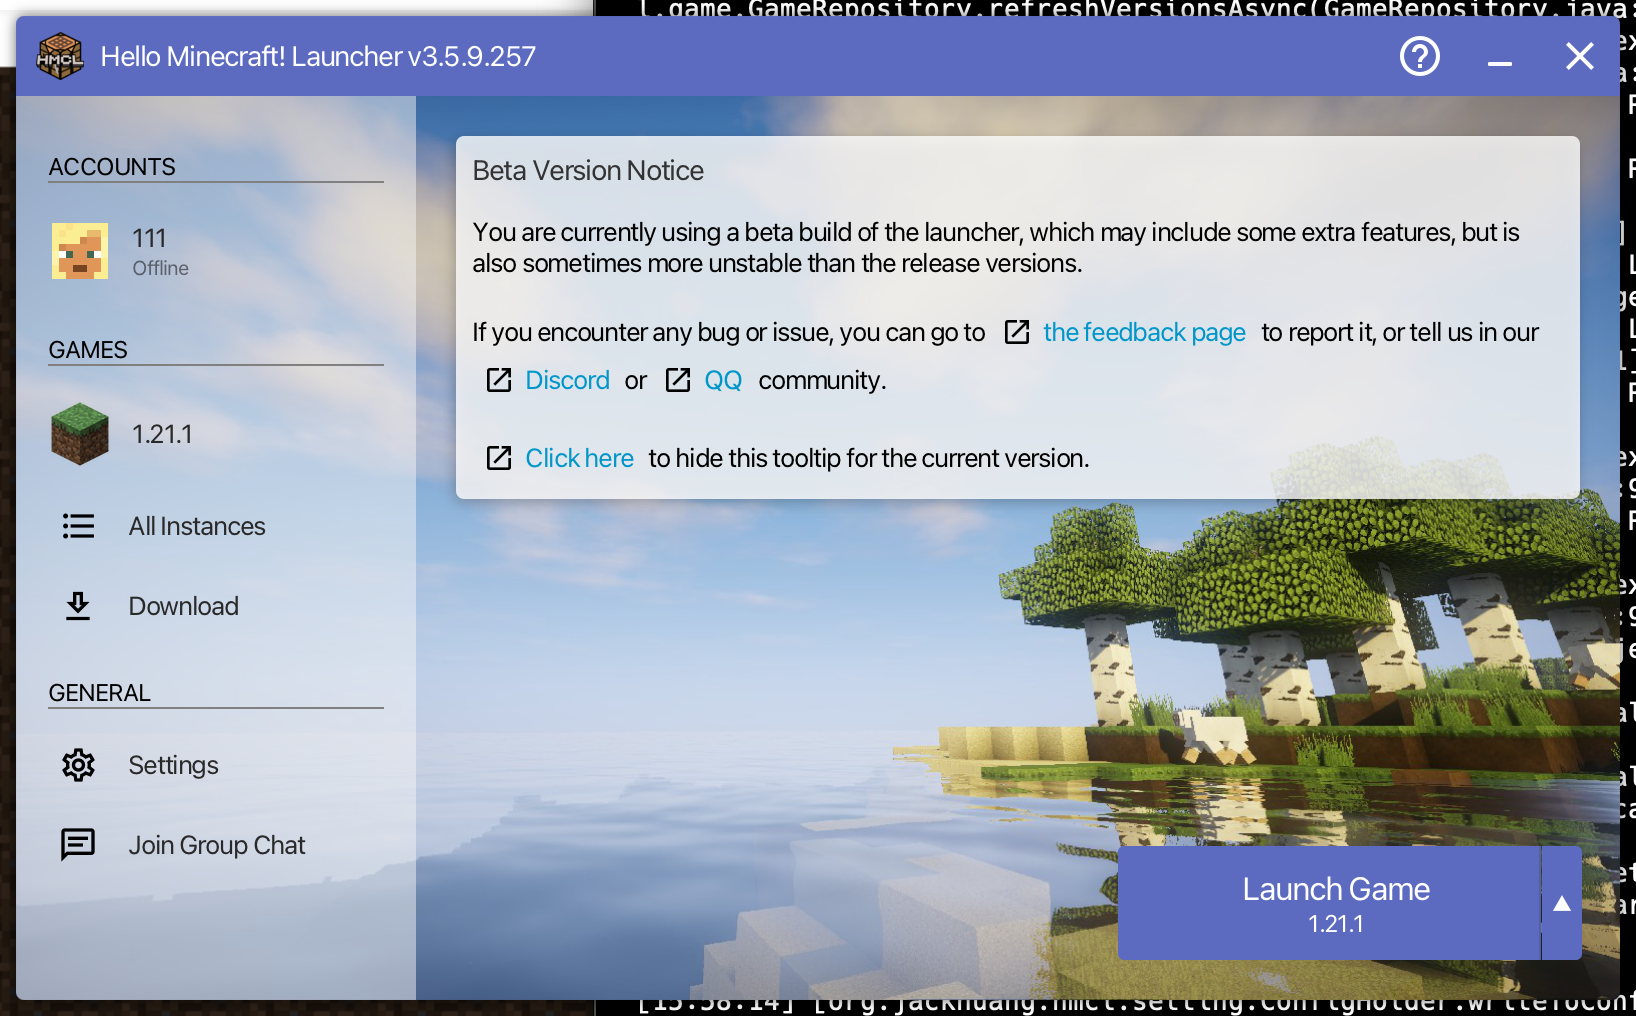 l.game.GameRepository.refreshVersionsAsync(GameRepository.java:
HMCL
Hello Minecraft! Launcher v3.5.9.257
ACCOUNTS
111
Offline
GAMES
1.21.1
All Instances
Download
GENERAL
Settings
Join Group Chat
Beta Version Notice
You are currently using a beta build of the launcher, which may include some extra features, but is
also sometimes more unstable than the release versions.
If you encounter any bug or issue, you can go to the feedback page to report it, or tell us in our
Discord or QQ community.
Click here to hide this tooltip for the current version.
Launch Game
1.21.1
[15:58:14] [org.jackhuang.hmcl.setting.ConfigHolder.writeToConf